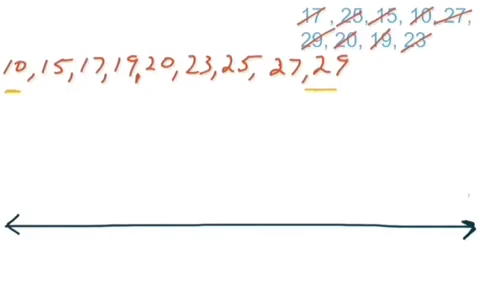 17, 25, 15, 10, 27,
29, 20, 19, 23
10, 15, 17, 19, 20, 23, 25, 27, 29